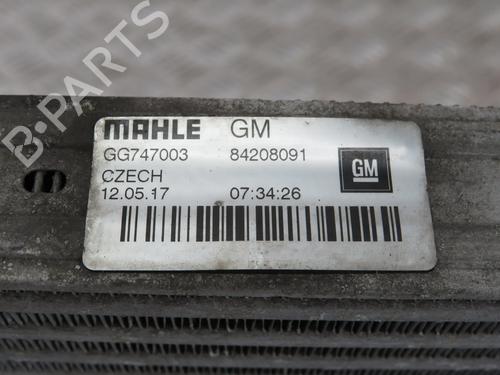 MAHLE GM
GG747003 84208091
CZECH
12.05.17 07:34:26
GM
B-PARTS